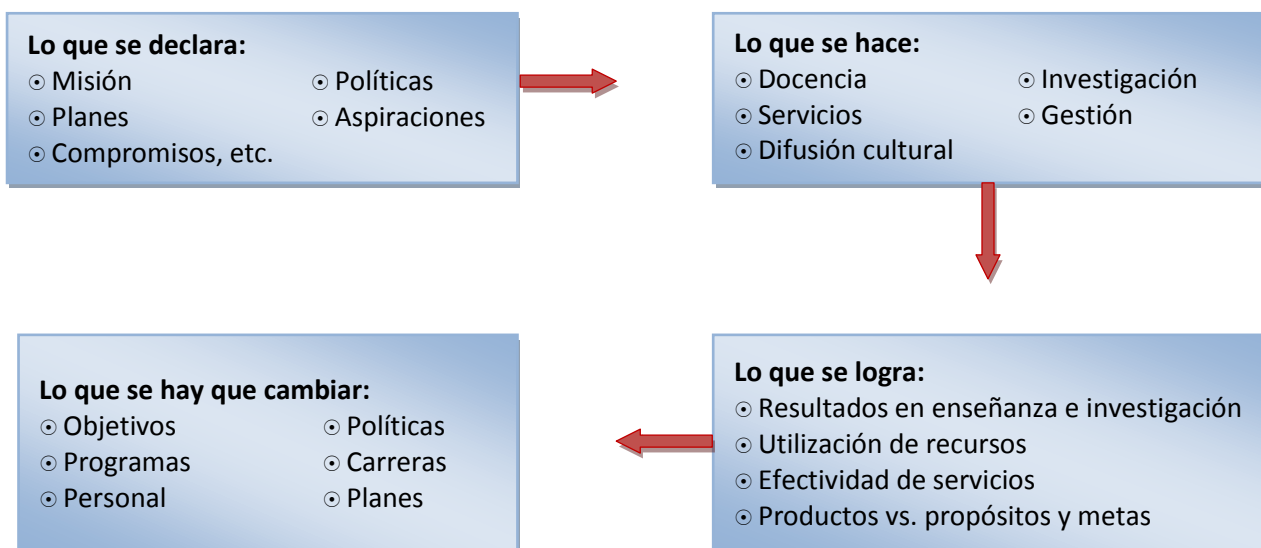 Lo que se declara:
⊙ Misión ⊙ Políticas
⊙ Planes ⊙ Aspiraciones
⊙ Compromisos, etc.
Lo que se hace:
⊙ Docencia ⊙ Investigación
⊙ Servicios ⊙ Gestión
⊙ Difusión cultural
Lo que se logra:
⊙ Resultados en enseñanza e investigación
⊙ Utilización de recursos
⊙ Efectividad de servicios
⊙ Productos vs. propósitos y metas
Lo que se hay que cambiar:
⊙ Objetivos ⊙ Políticas
⊙ Programas ⊙ Carreras
⊙ Personal ⊙ Planes